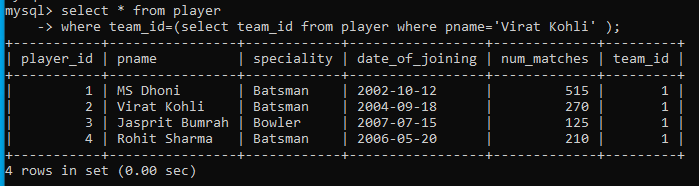 mysql> select * from player
    -> where team_id=(select team_id from player where pname='Virat Kohli' );
+-----------+----------------+------------+-----------------+-------------+---------+
| player_id | pname          | speciality | date_of_joining | num_matches | team_id |
+-----------+----------------+------------+-----------------+-------------+---------+
|         1 | MS Dhoni       | Batsman    | 2002-10-12      |         515 |       1 |
|         2 | Virat Kohli    | Batsman    | 2004-09-18      |         270 |       1 |
|         3 | Jasprit Bumrah | Bowler     | 2007-07-15      |         125 |       1 |
|         4 | Rohit Sharma   | Batsman    | 2006-05-20      |         210 |       1 |
+-----------+----------------+------------+-----------------+-------------+---------+
4 rows in set (0.00 sec)